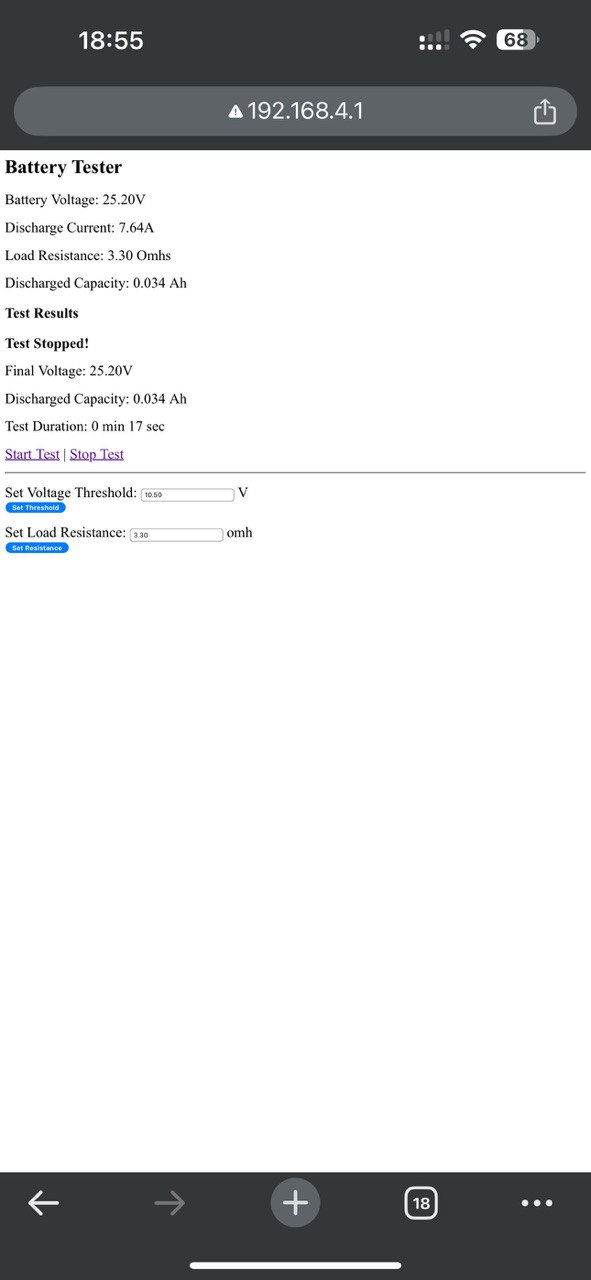 18:55
68
192.168.4.1
Battery Tester
Battery Voltage: 25.20V
Discharge Current: 7.64A
Load Resistance: 3.30 Omhs
Discharged Capacity: 0.034 Ah
Test Results
Test Stopped!
Final Voltage: 25.20V
Discharged Capacity: 0.034 Ah
Test Duration: 0 min 17 sec
Start Test | Stop Test
Set Voltage Threshold: 10.50 V
Set Threshold
Set Load Resistance: 3.30 omh
Set Resistance
18